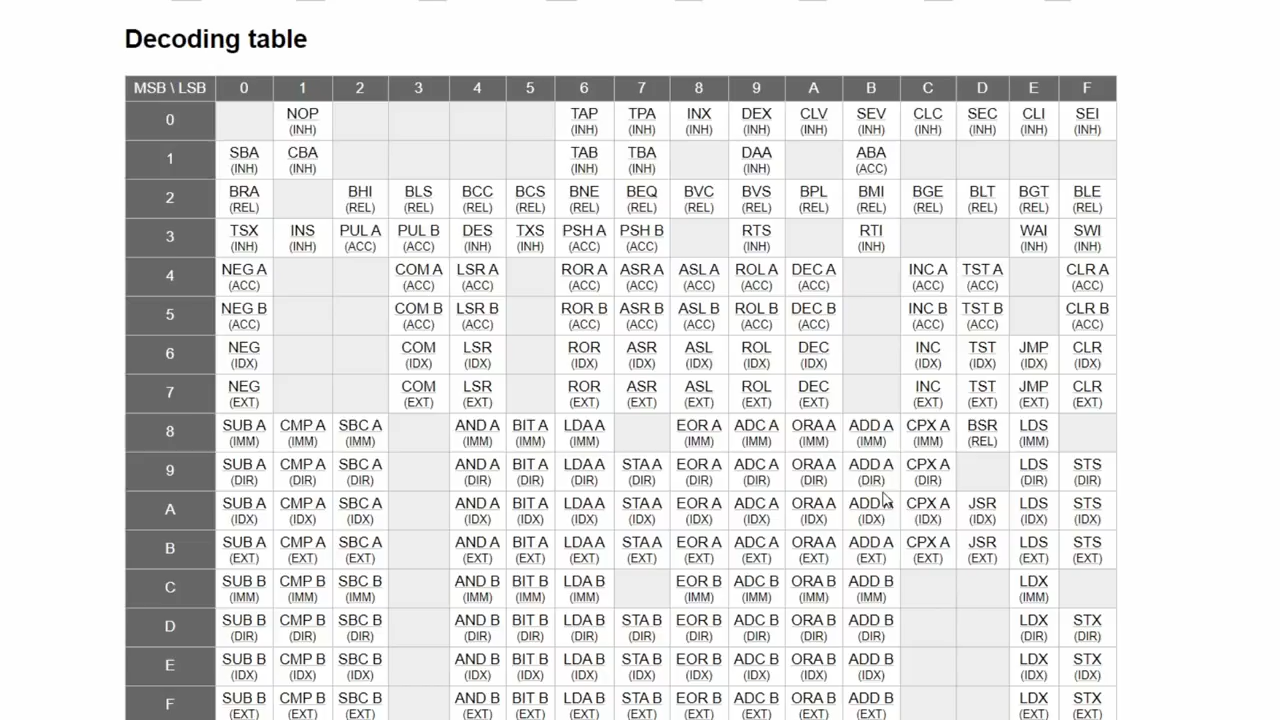 Decoding table
MSB \ LSB 0 1 2 3 4 5 6 7 8 9 A B C D E F
0 NOP TAP TPA INX DEX CLV SEV CLC SEC CLI SEI
(INH) (INH) (INH) (INH) (INH) (INH) (INH) (INH) (INH) (INH) (INH)
1 SBA CBA TAB TBA DAA ABA
(INH) (INH) (INH) (INH) (INH) (ACC)
2 BRA BHI BLS BCC BCS BNE BEQ BVC BVS BPL BMI BGE BLT BGT BLE
(REL) (REL) (REL) (REL) (REL) (REL) (REL) (REL) (REL) (REL) (REL) (REL) (REL) (REL) (REL)
3 TSX INS PUL A PUL B DES TXS PSH A PSH B RTS RTI WAI SWI
(INH) (INH) (ACC) (ACC) (INH) (INH) (ACC) (ACC) (INH) (INH) (INH) (INH)
4 NEG A COM A LSR A ROR A ASR A ASL A ROL A DEC A INC A TST A CLR A
(ACC) (ACC) (ACC) (ACC) (ACC) (ACC) (ACC) (ACC) (ACC) (ACC) (ACC)
5 NEG B COM B LSR B ROR B ASR B ASL B ROL B DEC B INC B TST B CLR B
(ACC) (ACC) (ACC) (ACC) (ACC) (ACC) (ACC) (ACC) (ACC) (ACC) (ACC)
6 NEG COM LSR ROR ASR ASL ROL DEC INC TST JMP CLR
(IDX) (IDX) (IDX) (IDX) (IDX) (IDX) (IDX) (IDX) (IDX) (IDX) (IDX) (IDX)
7 NEG COM LSR ROR ASR ASL ROL DEC INC TST JMP CLR
(EXT) (EXT) (EXT) (EXT) (EXT) (EXT) (EXT) (EXT) (EXT) (EXT) (EXT) (EXT)
8 SUB A CMP A SBC A AND A BIT A LDA A EOR A ADC A ORA A ADD A CPX A BSR LDS
(IMM) (IMM) (IMM) (IMM) (IMM) (IMM) (IMM) (IMM) (IMM) (IMM) (IMM) (REL) (IMM)
9 SUB A CMP A SBC A AND A BIT A LDA A STA A EOR A ADC A ORA A ADD A CPX A LDS STS
(DIR) (DIR) (DIR) (DIR) (DIR) (DIR) (DIR) (DIR) (DIR) (DIR) (DIR) (DIR) (DIR) (DIR)
A SUB A CMP A SBC A AND A BIT A LDA A STA A EOR A ADC A ORA A ADD CPX A JSR LDS STS
(IDX) (IDX) (IDX) (IDX) (IDX) (IDX) (IDX) (IDX) (IDX) (IDX) (IDX) (IDX) (IDX) (IDX) (IDX)
B SUB A CMP A SBC A AND A BIT A LDA A STA A EOR A ADC A ORA A ADD A CPX A JSR LDS STS
(EXT) (EXT) (EXT) (EXT) (EXT) (EXT) (EXT) (EXT) (EXT) (EXT) (EXT) (EXT) (EXT) (EXT) (EXT)
C SUB B CMP B SBC B AND B BIT B LDA B EOR B ADC B ORA B ADD B LDX
(IMM) (IMM) (IMM) (IMM) (IMM) (IMM) (IMM) (IMM) (IMM) (IMM) (IMM)
D SUB B CMP B SBC B AND B BIT B LDA B STA B EOR B ADC B ORA B ADD B LDX STX
(DIR) (DIR) (DIR) (DIR) (DIR) (DIR) (DIR) (DIR) (DIR) (DIR) (DIR) (DIR) (DIR)
E SUB B CMP B SBC B AND B BIT B LDA B STA B EOR B ADC B ORA B ADD B LDX STX
(IDX) (IDX) (IDX) (IDX) (IDX) (IDX) (IDX) (IDX) (IDX) (IDX) (IDX) (IDX) (IDX)
F SUB B CMP B SBC B AND B BIT B LDA B STA B EOR B ADC B ORA B ADD B LDX STX
(EXT) (EXT) (EXT) (EXT) (EXT) (EXT) (EXT) (EXT) (EXT) (EXT) (EXT) (EXT) (EXT)